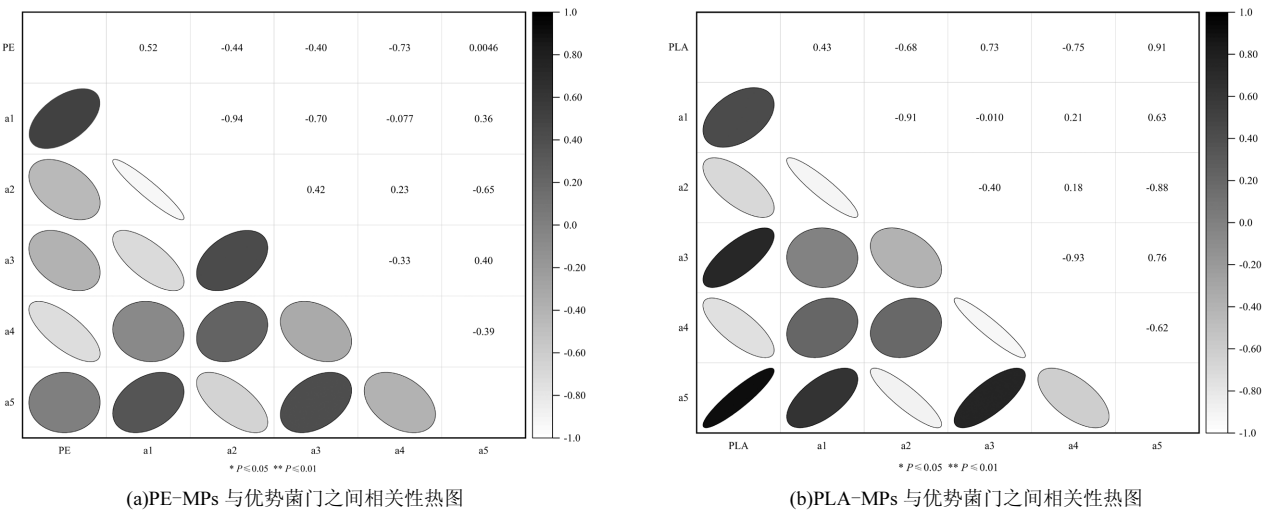 PE 0.52 -0.44 -0.40 -0.73 0.0046
a1 -0.94 -0.70 -0.077 0.36
a2 0.42 0.23 -0.65
a3 -0.33 0.40
a4 -0.39
a5
PE a1 a2 a3 a4 a5
* P≤0.05 ** P≤0.01
1.0
0.80
0.60
0.40
0.20
0.0
-0.20
-0.40
-0.60
-0.80
-1.0
(a)PE-MPs 与优势菌门之间相关性热图
PLA 0.43 -0.68 0.73 -0.75 0.91
a1 -0.91 -0.010 0.21 0.63
a2 -0.40 0.18 -0.88
a3 -0.93 0.76
a4 -0.62
a5
PLA a1 a2 a3 a4 a5
* P≤0.05 ** P≤0.01
1.0
0.80
0.60
0.40
0.20
0.0
-0.20
-0.40
-0.60
-0.80
-1.0
(b)PLA-MPs 与优势菌门之间相关性热图